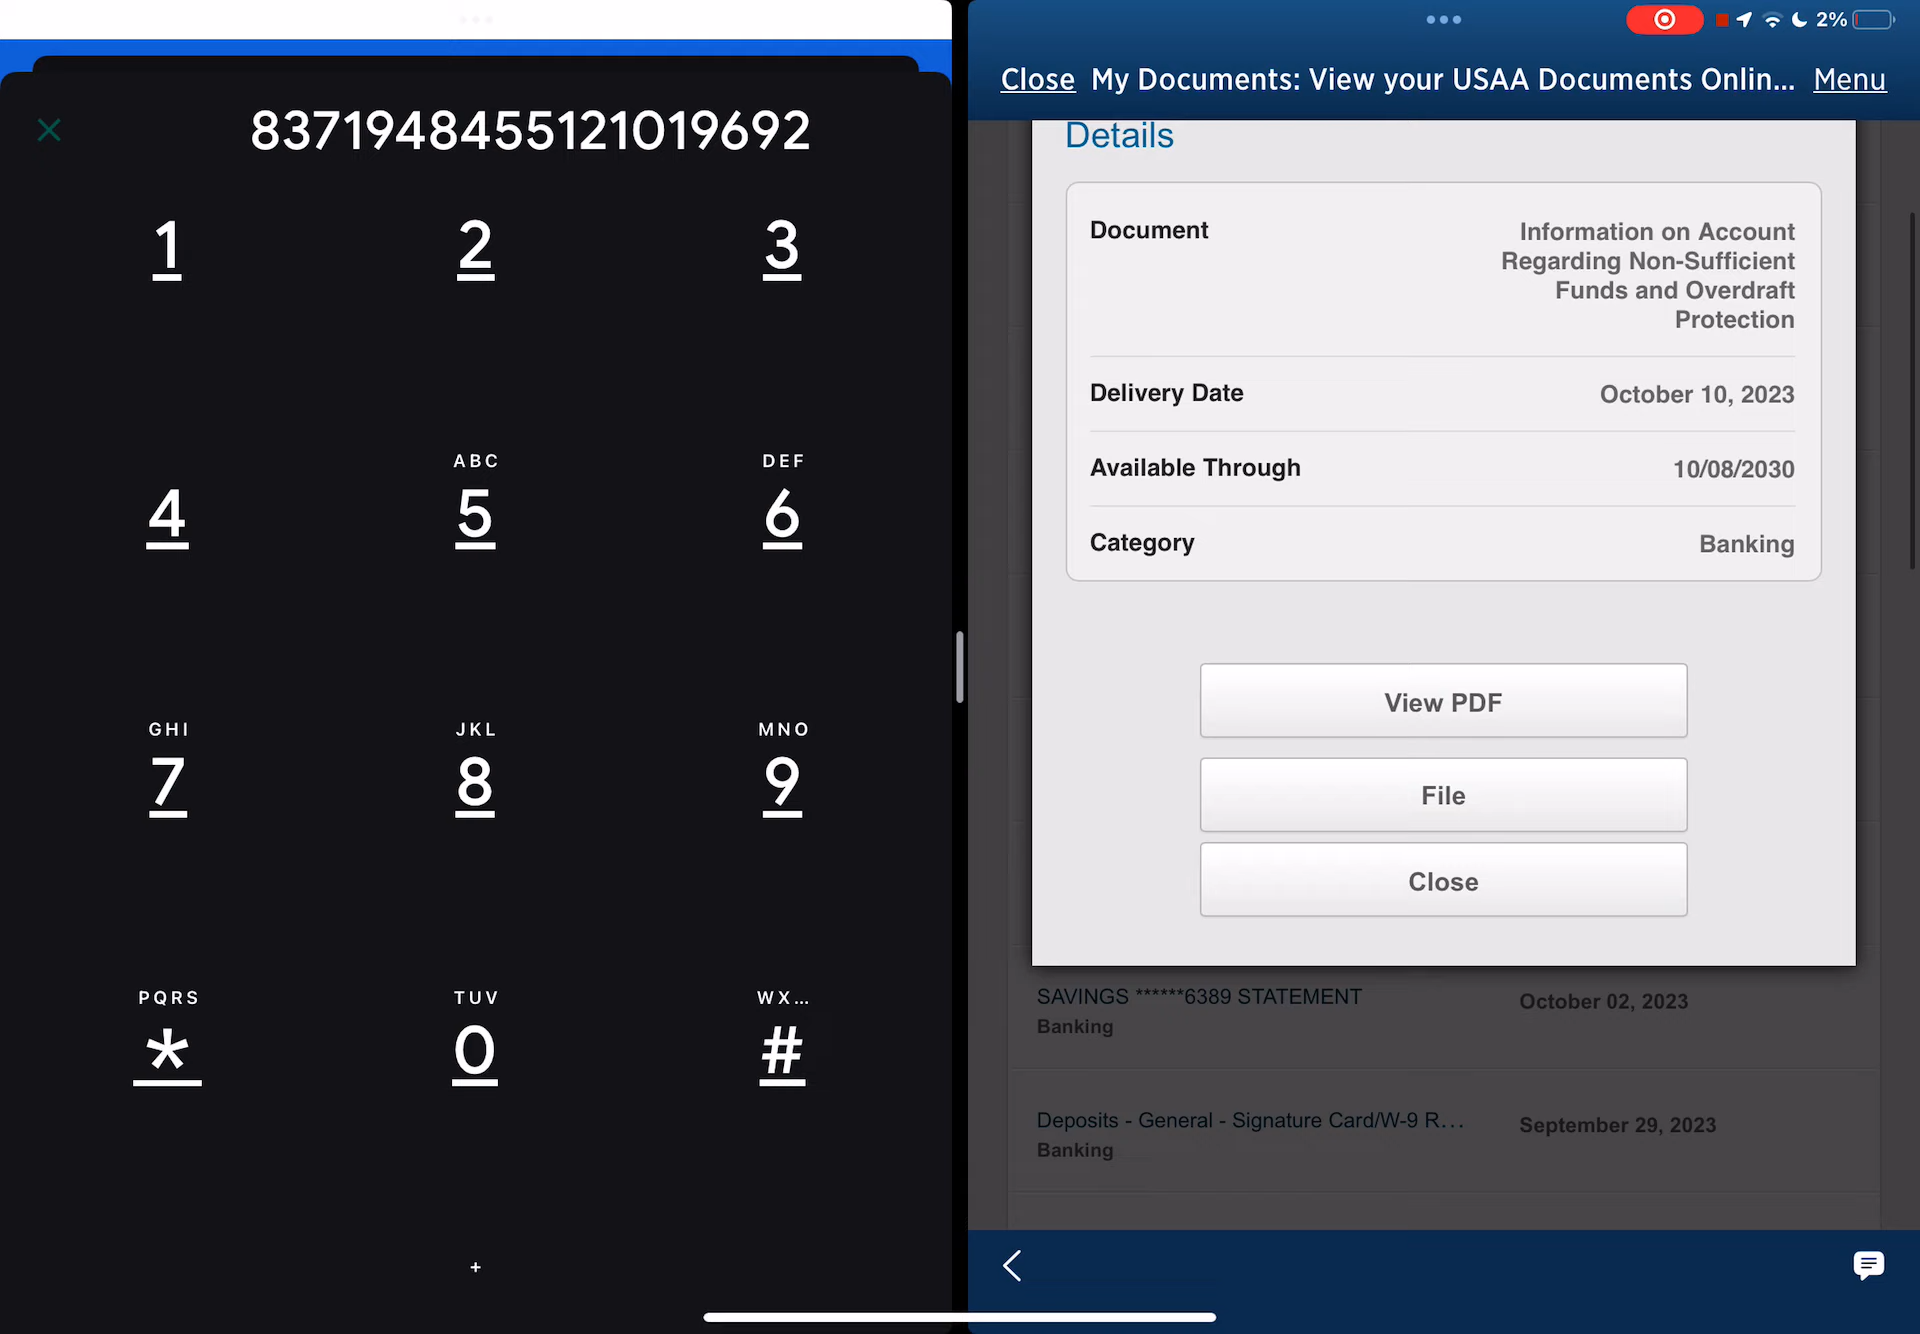 8371948455121019692
1
2
3
4
ABC
5
DEF
6
GHI
7
JKL
8
MNO
9
PQRS
*
TUV
0
WX...
#
+
2%
Close My Documents: View your USAA Documents Onlin... Menu
Details
Document
Information on Account
Regarding Non-Sufficient
Funds and Overdraft
Protection
Delivery Date October 10, 2023
Available Through 10/08/2030
Category Banking
View PDF
File
Close
SAVINGS ******6389 STATEMENT October 02, 2023
Banking
Deposits - General - Signature Card/W-9 R... September 29, 2023
Banking